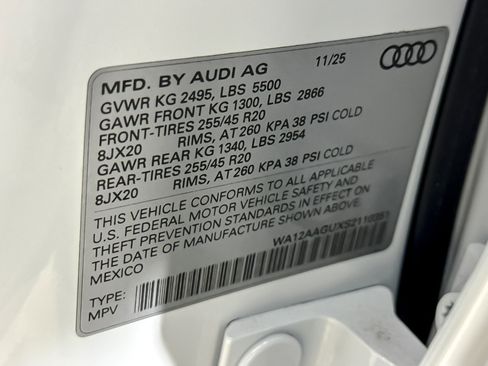 MFD. BY AUDI AG 11/25
GVWR KG 2495, LBS 5500
GAWR FRONT KG 1300, LBS 2866
FRONT-TIRES 255/45 R20
8JX20 RIMS, AT 260 KPA 38 PSI COLD
GAWR REAR KG 1340, LBS 2954
REAR-TIRES 255/45 R20
8JX20 RIMS, AT 260 KPA 38 PSI COLD
THIS VEHICLE CONFORMS TO ALL APPLICABLE
U.S. FEDERAL MOTOR VEHICLE SAFETY AND
THEFT PREVENTION STANDARDS IN EFFECT ON
THE DATE OF MANUFACTURE SHOWN ABOVE.
MEXICO
TYPE:
MPV